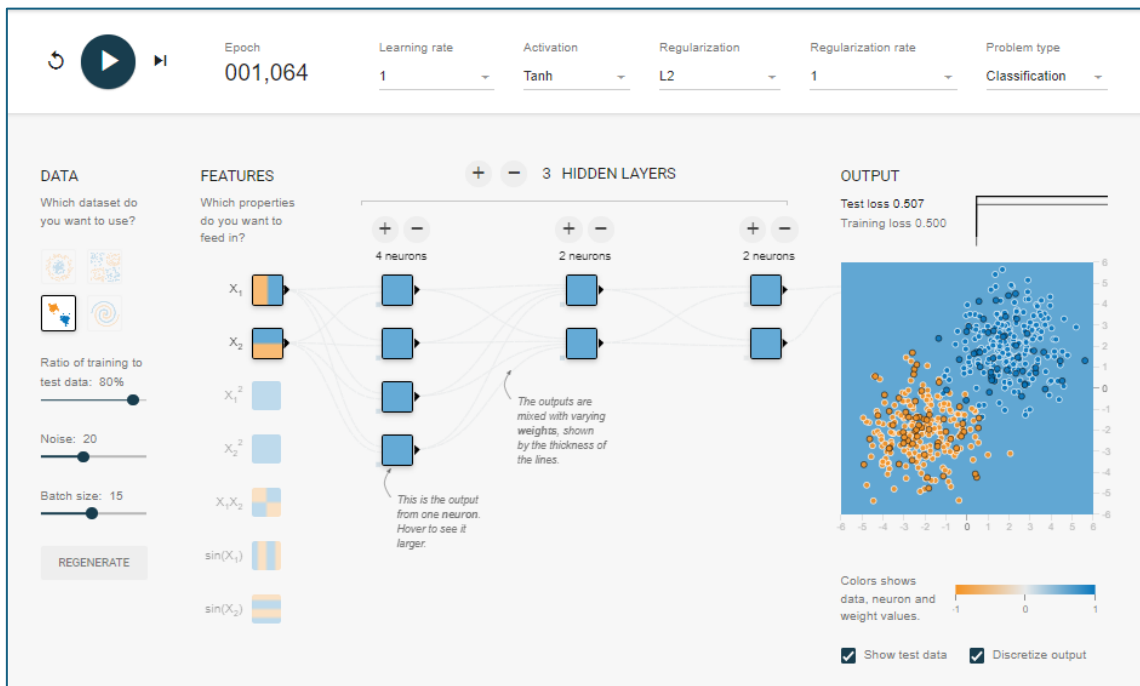 Epoch
001,064
Learning rate
1
Activation
Tanh
Regularization
L2
Regularization rate
1
Problem type
Classification
DATA
Which dataset do
you want to use?
Ratio of training to
test data: 80%
Noise: 20
Batch size: 15
REGENERATE
FEATURES
Which properties
do you want to
feed in?
X₁
X₂
X₁²
X₂²
X₁X₂
sin(X₁)
sin(X₂)
+ − 3 HIDDEN LAYERS
+ −
4 neurons
+ −
2 neurons
+ −
2 neurons
The outputs are
mixed with varying
weights, shown
by the thickness of
the lines.
This is the output
from one neuron.
Hover to see it
larger.
OUTPUT
Test loss 0.507
Training loss 0.500
6
5
4
3
2
1
0
-1
-2
-3
-4
-5
-6
-6 -5 -4 -3 -2 -1 0 1 2 3 4 5 6
Colors shows
data, neuron and
weight values.
-1 0 1
Show test data
Discretize output